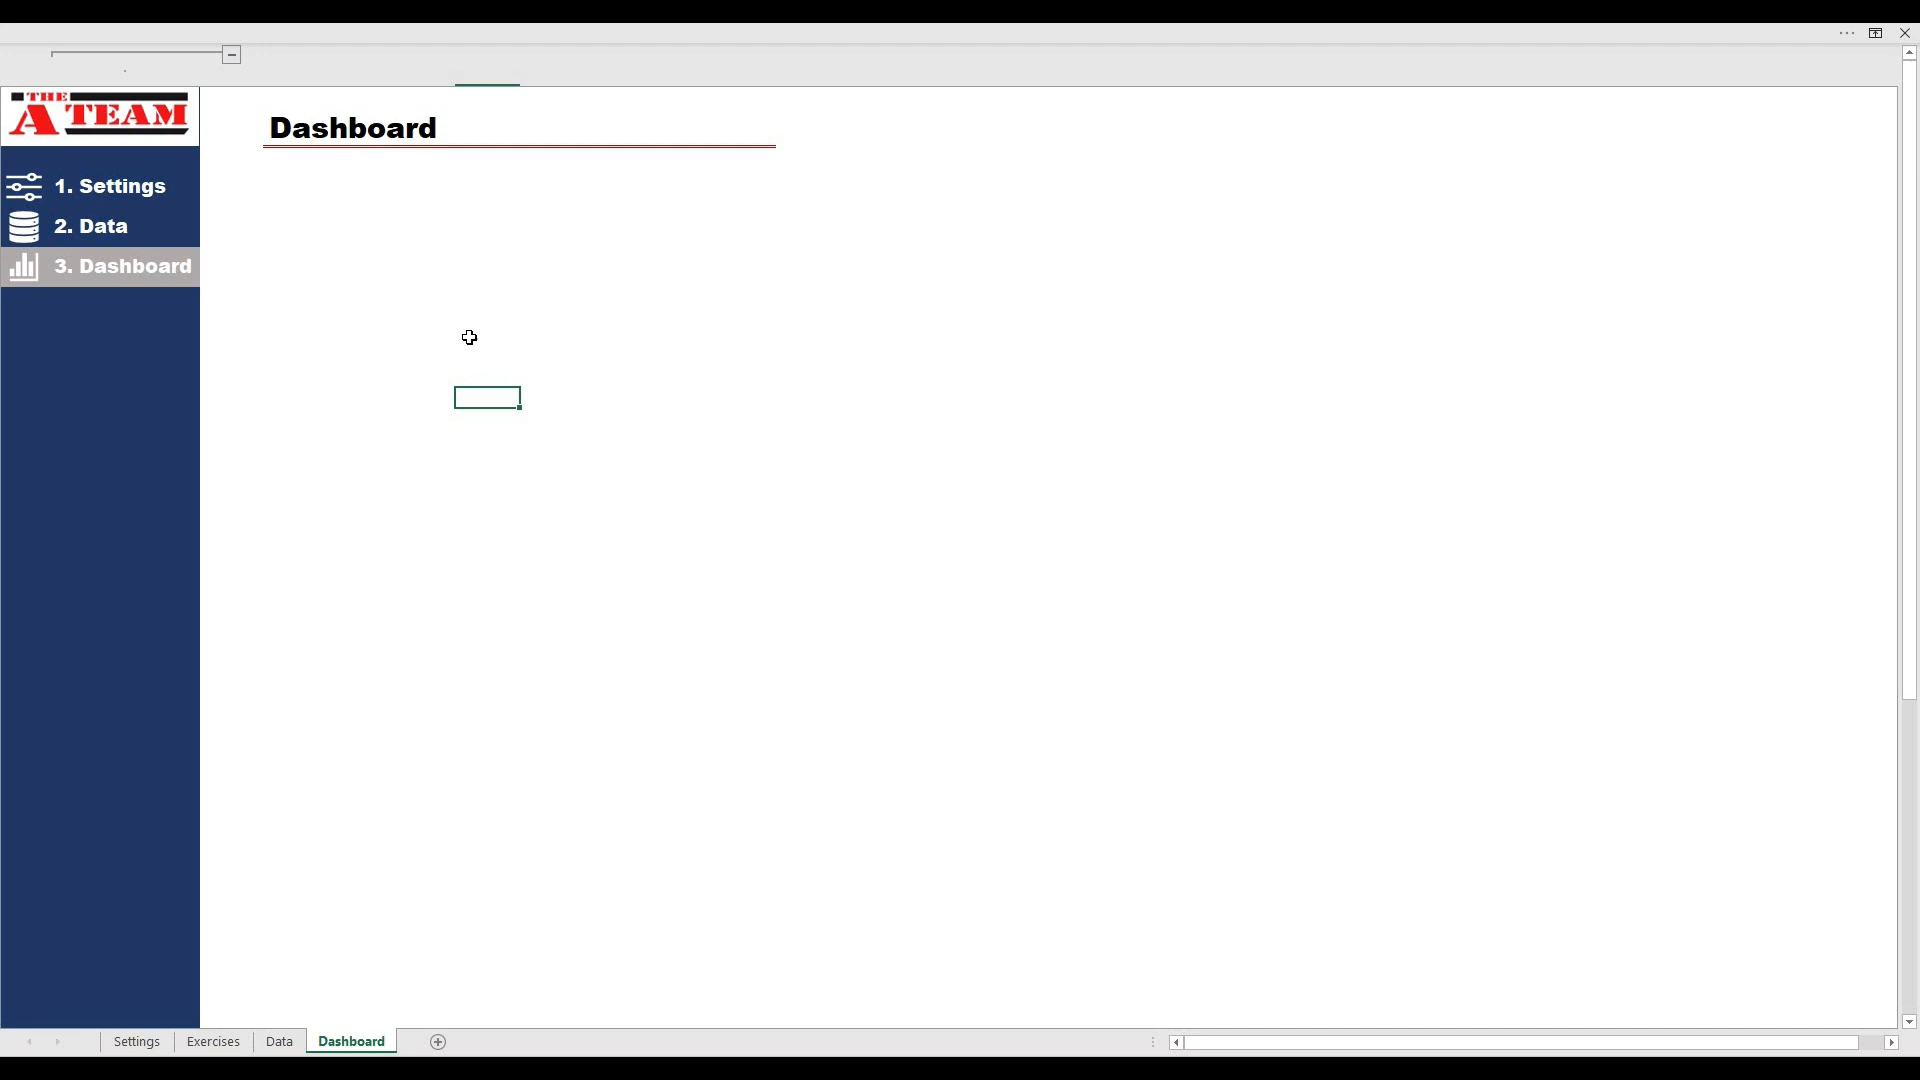 THE
A TEAM
Dashboard
1. Settings
2. Data
3. Dashboard
Settings
Exercises
Data
Dashboard